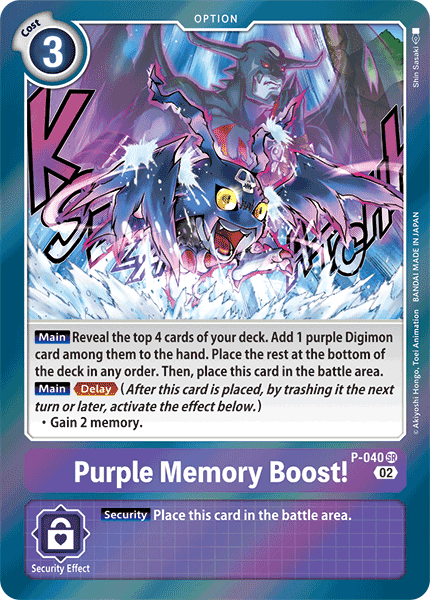 OPTION
Cost
3
Shin Sasaki
K
S
TCH
Main Reveal the top 4 cards of your deck. Add 1 purple Digimon
card among them to the hand. Place the rest at the bottom of
the deck in any order. Then, place this card in the battle area.
Main Delay (After this card is placed, by trashing it the next
turn or later, activate the effect below.)
・Gain 2 memory.
©Akiyoshi Hongo, Toei Animation BANDAI MADE IN JAPAN
P-040 SR
Purple Memory Boost!
02
Security Place this card in the battle area.
Security Effect